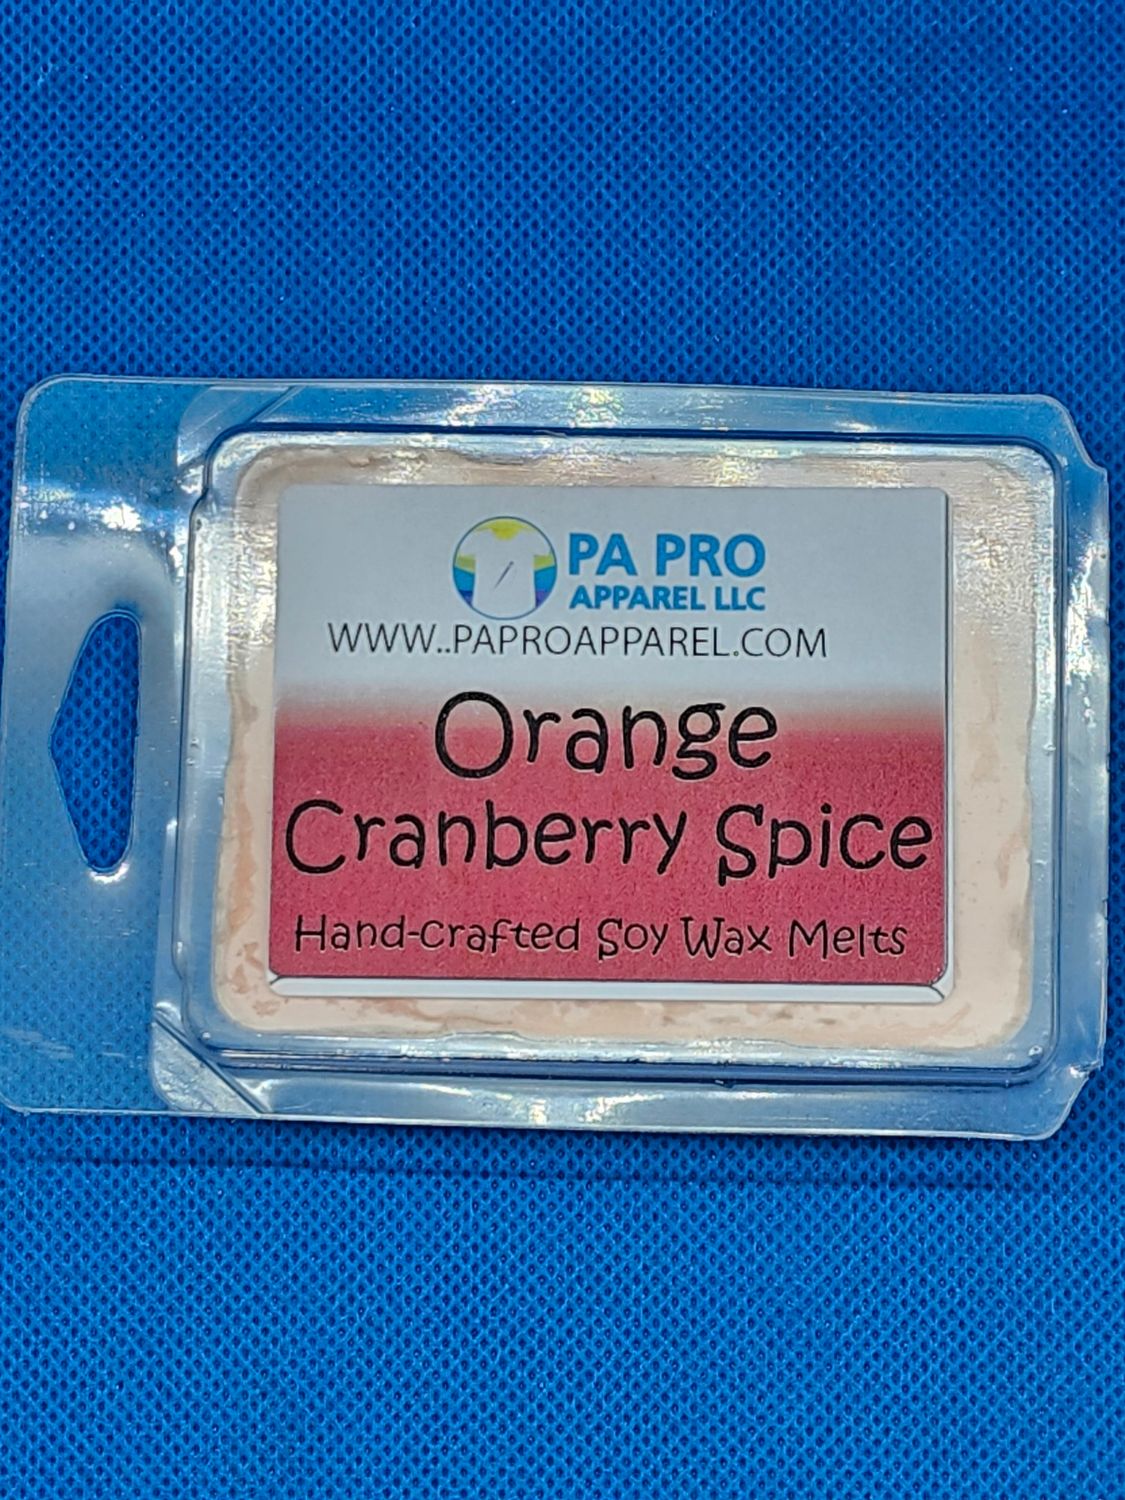 PA PRO
APPAREL LLC
WWW..PAPROAPPAREL.COM
Orange
Cranberry Spice
Hand-crafted Soy Wax Melts